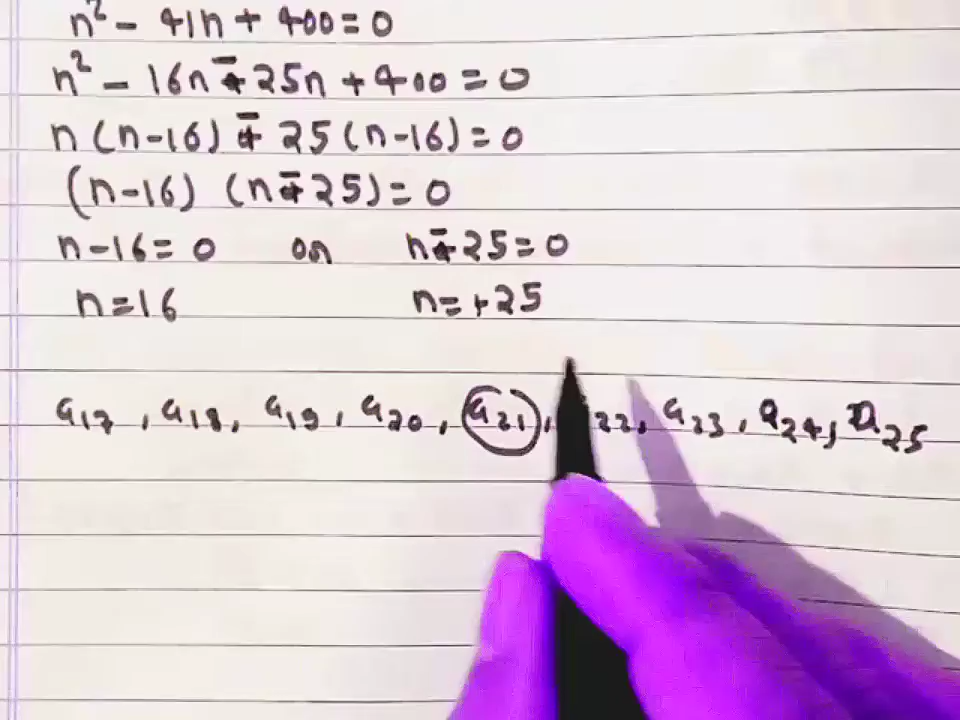 n² - 41n + 400 = 0
n² - 16n - 25n + 400 = 0
n (n-16) - 25 (n-16) = 0
(n-16) (n-25) = 0
n-16 = 0 or n-25 = 0
n = 16 n = +25
a17, a18, a19, a20, a21, 22, a23, a24, a25